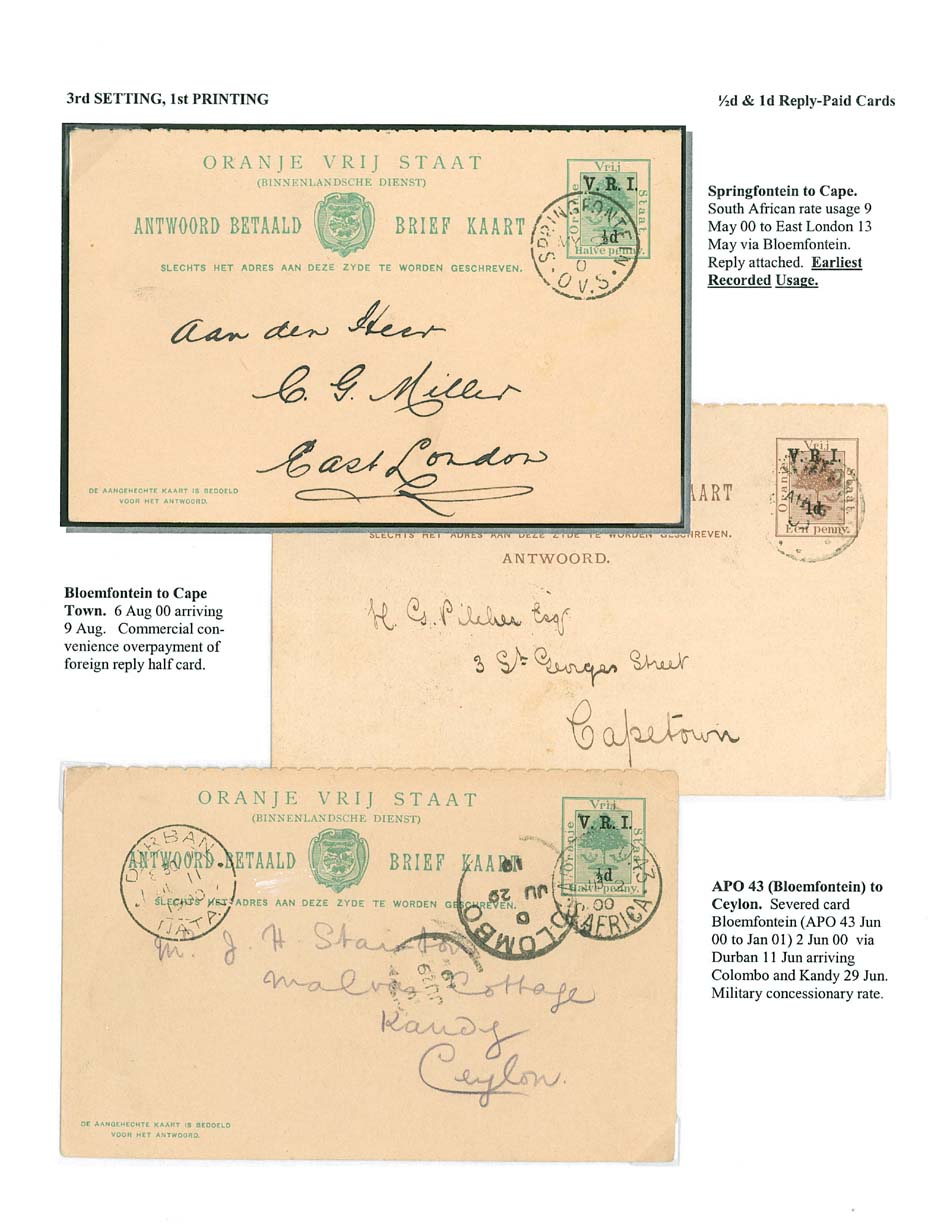 3rd SETTING, 1st PRINTING
½d & 1d Reply-Paid Cards
ORANJE VRIJ STAAT
(BINNENLANDSCHE DIENST)
ANTWOORD BETAALD BRIEF KAART
SLECHTS HET ADRES AAN DEZE ZYDE TE WORDEN GESCHREVEN.
Vrij
Oranje
Staat
V. R. I.
½d
Halve penny.
SPRINGFONTEIN
MY 9
0
O.V.S.
Aan den Heer
C. G. Miller
East London
DE AANGEHECHTE KAART IS BEDOELD
VOOR HET ANTWOORD.
Springfontein to Cape.
South African rate usage 9
May 00 to East London 13
May via Bloemfontein.
Reply attached. Earliest
Recorded Usage.
AART
SLECHTS HET ADRES AAN DEZE ZYDE TE WORDEN GESCHREVEN.
ANTWOORD.
Vrij
Oranje
Staat
V. R. I.
1d
Een penny.
H. G. Pilcher Esq
3 St Georges Street
Capetown
Bloemfontein to Cape
Town. 6 Aug 00 arriving
9 Aug. Commercial con-
venience overpayment of
foreign reply half card.
ORANJE VRIJ STAAT
(BINNENLANDSCHE DIENST)
ANTWOORD BETAALD BRIEF KAART
SLECHTS HET ADRES AAN DEZE ZYDE TE WORDEN GESCHREVEN.
Vrij
Oranje
Staat
V. R. I.
½d
Halve penny.
DURBAN
NATAL
COLOMBO
D
JU 29
AFRICA
43
00
M. J. H.
Malvas Cottage
Kandy
Ceylon.
DE AANGEHECHTE KAART IS BEDOELD
VOOR HET ANTWOORD.
APO 43 (Bloemfontein) to
Ceylon. Severed card
Bloemfontein (APO 43 Jun
00 to Jan 01) 2 Jun 00 via
Durban 11 Jun arriving
Colombo and Kandy 29 Jun.
Military concessionary rate.